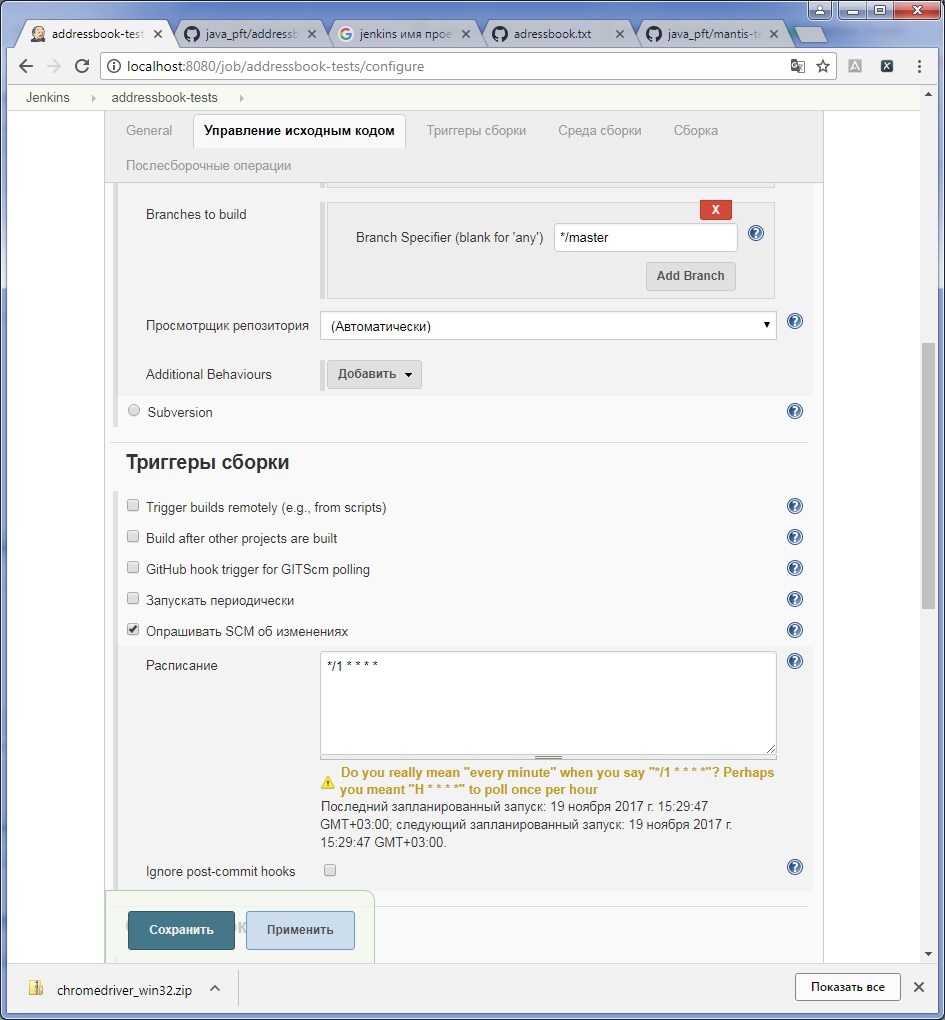 addressbook-test
java_pft/addressb
jenkins имя прое
adressbook.txt
java_pft/mantis-te
localhost:8080/job/addressbook-tests/configure
Jenkins
addressbook-tests
General
Управление исходным кодом
Триггеры сборки
Среда сборки
Сборка
Послесборочные операции
Branches to build
X
Branch Specifier (blank for 'any')
*/master
Add Branch
Просмотрщик репозитория
(Автоматически)
Additional Behaviours
Добавить
Subversion
Триггеры сборки
Trigger builds remotely (e.g., from scripts)
Build after other projects are built
GitHub hook trigger for GITScm polling
Запускать периодически
Опрашивать SCM об изменениях
Расписание
*/1 * * * *
Do you really mean "every minute" when you say "*/1 * * * *"? Perhaps
you meant "H * * * *" to poll once per hour
Последний запланированный запуск: 19 ноября 2017 г. 15:29:47
GMT+03:00; следующий запланированный запуск: 19 ноября 2017 г.
15:29:47 GMT+03:00.
Ignore post-commit hooks
Сохранить
Применить
chromedriver_win32.zip
Показать все